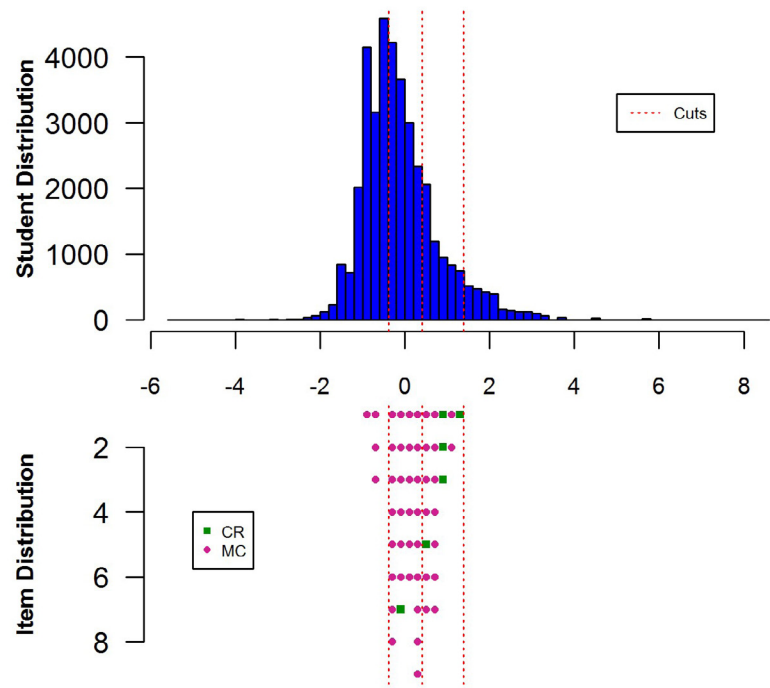 Student Distribution
4000
3000
2000
1000
0
Cuts
-6 -4 -2 0 2 4 6 8
Item Distribution
2
4
6
8
CR
MC